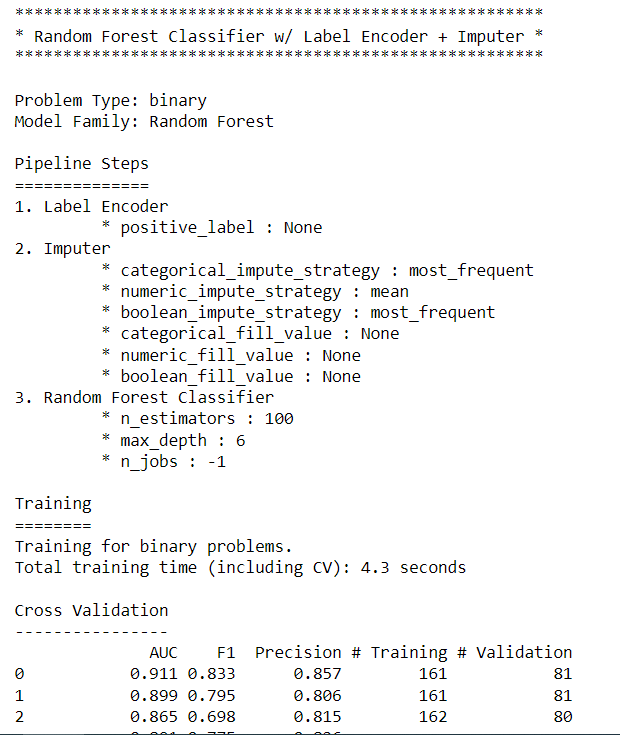 *******************************************************
* Random Forest Classifier w/ Label Encoder + Imputer *
*******************************************************
Problem Type: binary
Model Family: Random Forest
Pipeline Steps
==============
1. Label Encoder
* positive_label : None
2. Imputer
* categorical_impute_strategy : most_frequent
* numeric_impute_strategy : mean
* boolean_impute_strategy : most_frequent
* categorical_fill_value : None
* numeric_fill_value : None
* boolean_fill_value : None
3. Random Forest Classifier
* n_estimators : 100
* max_depth : 6
* n_jobs : -1
Training
========
Training for binary problems.
Total training time (including CV): 4.3 seconds
Cross Validation
----------------
AUC F1 Precision # Training # Validation
0 0.911 0.833 0.857 161 81
1 0.899 0.795 0.806 161 81
2 0.865 0.698 0.815 162 80